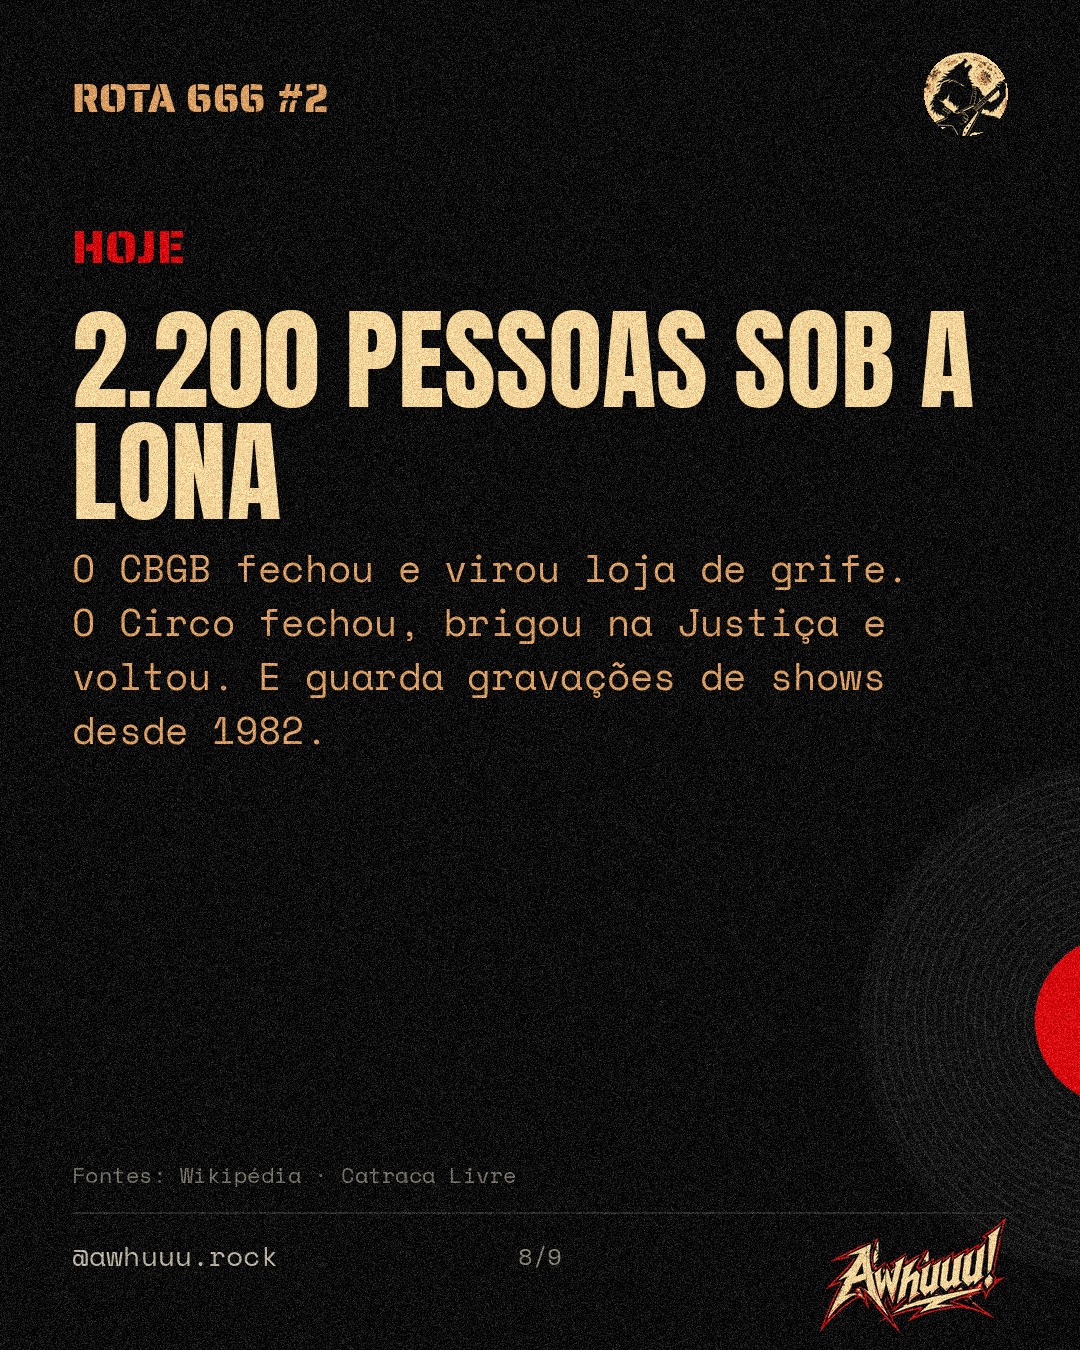 ROTA 666 #2
HOJE
2.200 PESSOAS SOB A
LONA
O CBGB fechou e virou loja de grife.
O Circo fechou, brigou na Justiça e
voltou. E guarda gravações de shows
desde 1982.
Fontes: Wikipédia · Catraca Livre
@awhuuu.rock
8/9
Awhuuu!